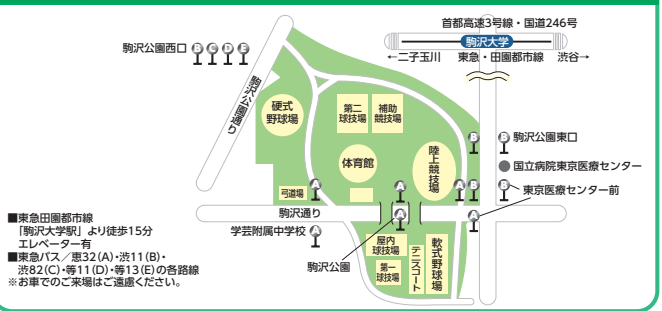 首都高速3号線・国道246号
駒沢大学
←二子玉川 東急・田園都市線 渋谷→
駒沢公園西口 B C D E
駒沢公園通り
硬式
野球場
第二
球技場
補助
競技場
体育館
陸上競技場
B B 駒沢公園東口
国立病院東京医療センター
弓道場
A A A B B 東京医療センター前
駒沢通り
A A
学芸附属中学校 A
駒沢公園
屋内
球技場
第一
球技場
テニスコート
軟式野球場
■東急田園都市線
「駒沢大学駅」より徒歩15分
エレベーター有
■東急バス/恵32(A)・渋11(B)・
渋82(C)・等11(D)・等13(E)の各路線
※お車でのご来場はご遠慮ください。